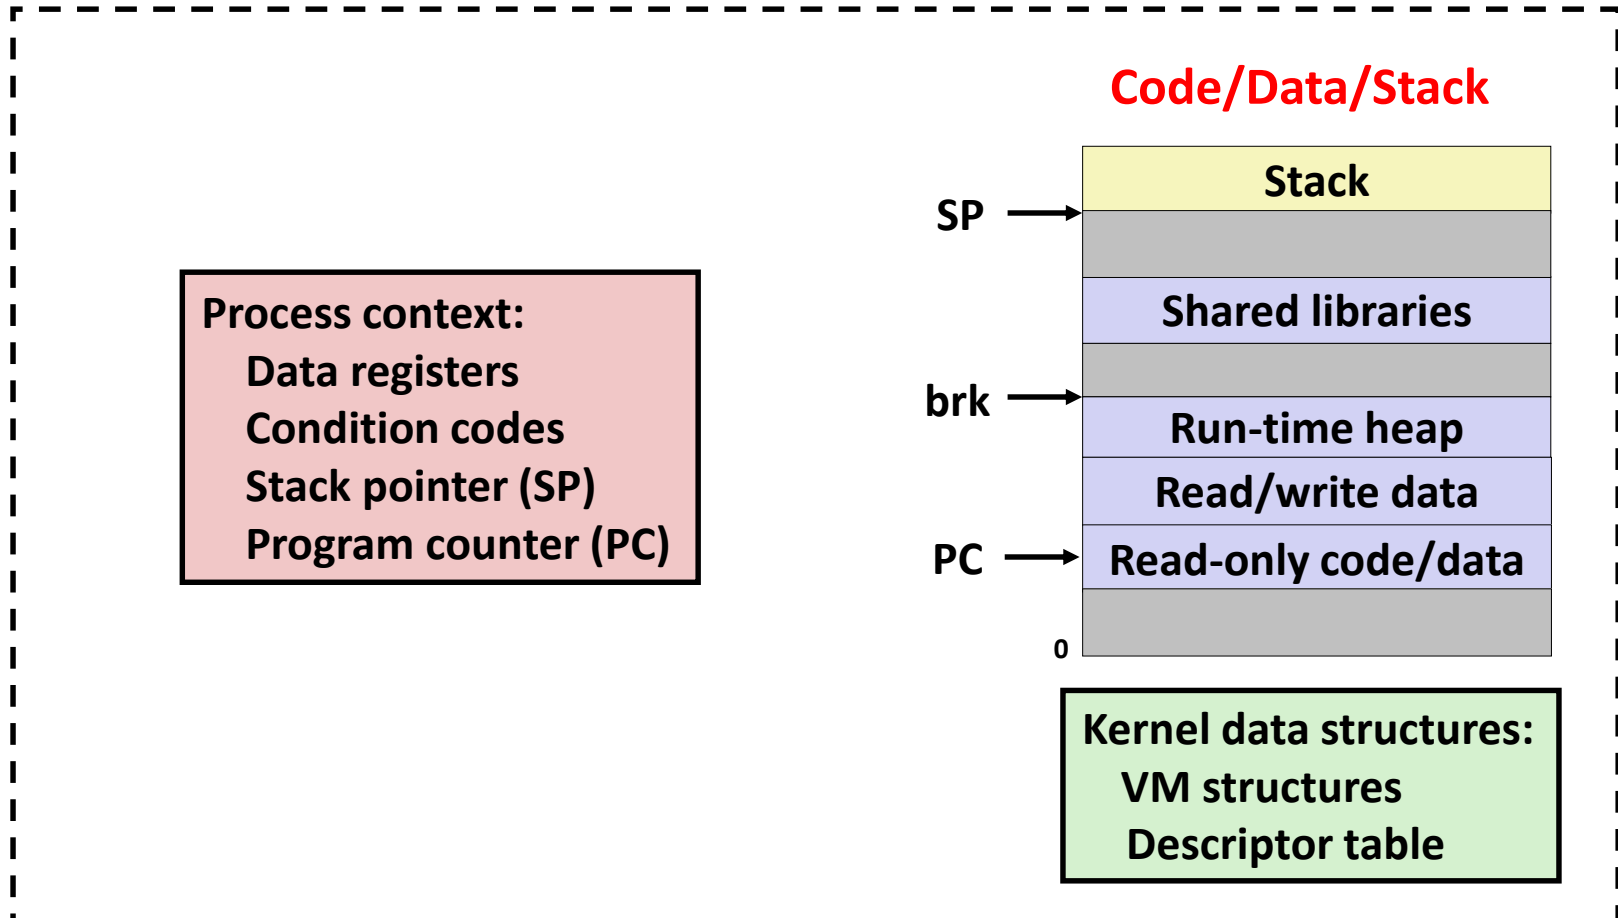 Code/Data/Stack
Process context:
Data registers
Condition codes
Stack pointer (SP)
Program counter (PC)
Stack
SP
Shared libraries
brk
Run-time heap
Read/write data
PC
Read-only code/data
0
Kernel data structures:
VM structures
Descriptor table